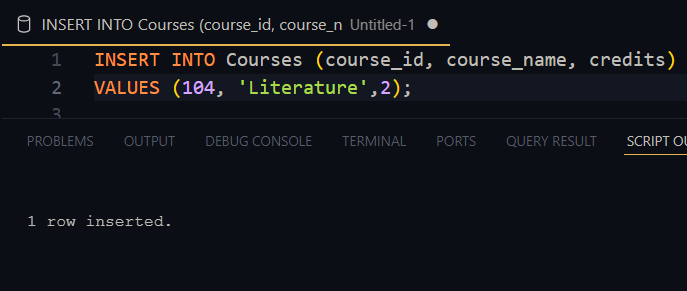 INSERT INTO Courses (course_id, course_n Untitled-1
1 INSERT INTO Courses (course_id, course_name, credits)
2 VALUES (104, 'Literature',2);
3
PROBLEMS OUTPUT DEBUG CONSOLE TERMINAL PORTS QUERY RESULT SCRIPT OU
1 row inserted.